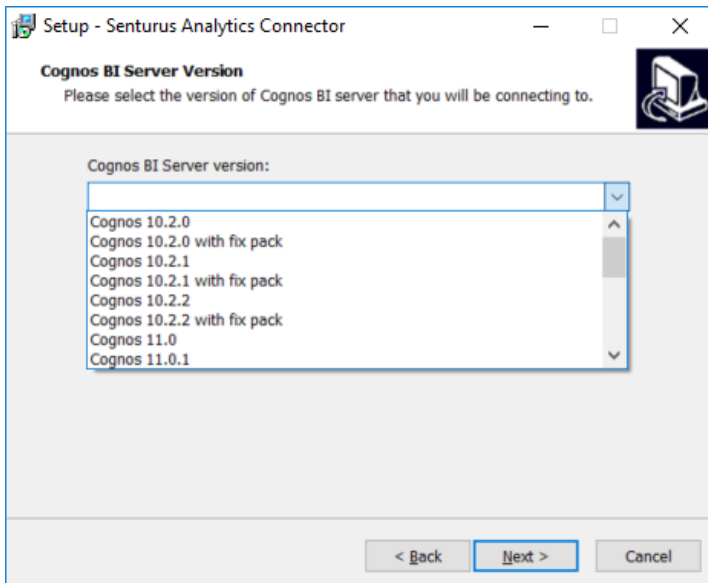 Setup - Senturus Analytics Connector
Cognos BI Server Version
Please select the version of Cognos BI server that you will be connecting to.
Cognos BI Server version:
Cognos 10.2.0
Cognos 10.2.0 with fix pack
Cognos 10.2.1
Cognos 10.2.1 with fix pack
Cognos 10.2.2
Cognos 10.2.2 with fix pack
Cognos 11.0
Cognos 11.0.1
< Back Next > Cancel